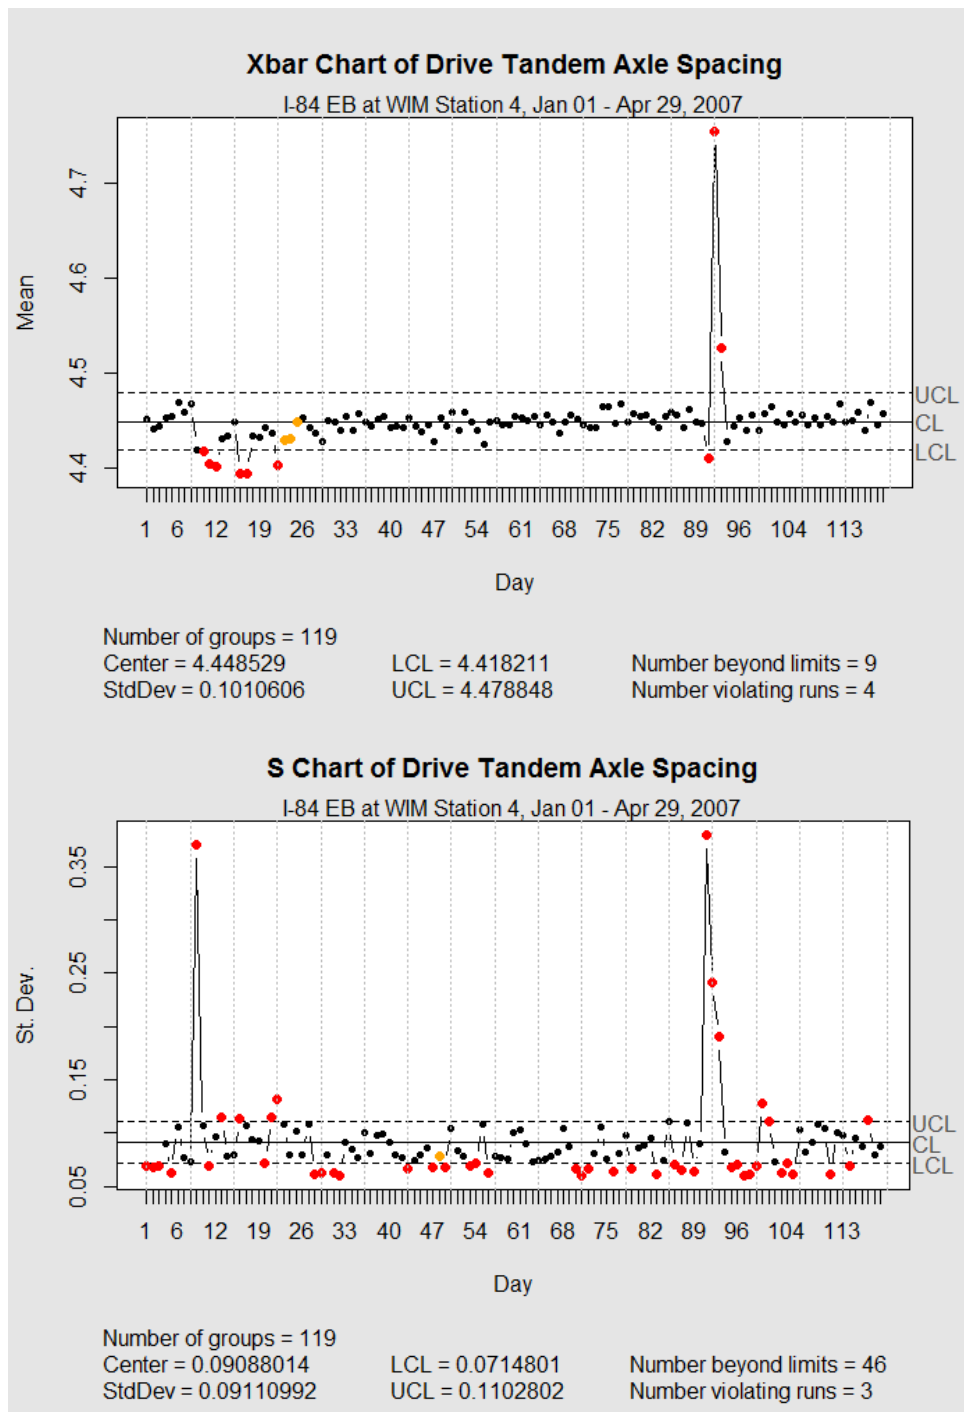 Xbar Chart of Drive Tandem Axle Spacing
I-84 EB at WIM Station 4, Jan 01 - Apr 29, 2007
Mean
4.7
4.6
4.5
4.4
UCL
CL
LCL
1 6 12 19 26 33 40 47 54 61 68 75 82 89 96 104 113
Day
Number of groups = 119
Center = 4.448529 LCL = 4.418211 Number beyond limits = 9
StdDev = 0.1010606 UCL = 4.478848 Number violating runs = 4
S Chart of Drive Tandem Axle Spacing
I-84 EB at WIM Station 4, Jan 01 - Apr 29, 2007
St. Dev.
0.35
0.25
0.15
0.05
UCL
CL
LCL
1 6 12 19 26 33 40 47 54 61 68 75 82 89 96 104 113
Day
Number of groups = 119
Center = 0.09088014 LCL = 0.0714801 Number beyond limits = 46
StdDev = 0.09110992 UCL = 0.1102802 Number violating runs = 3